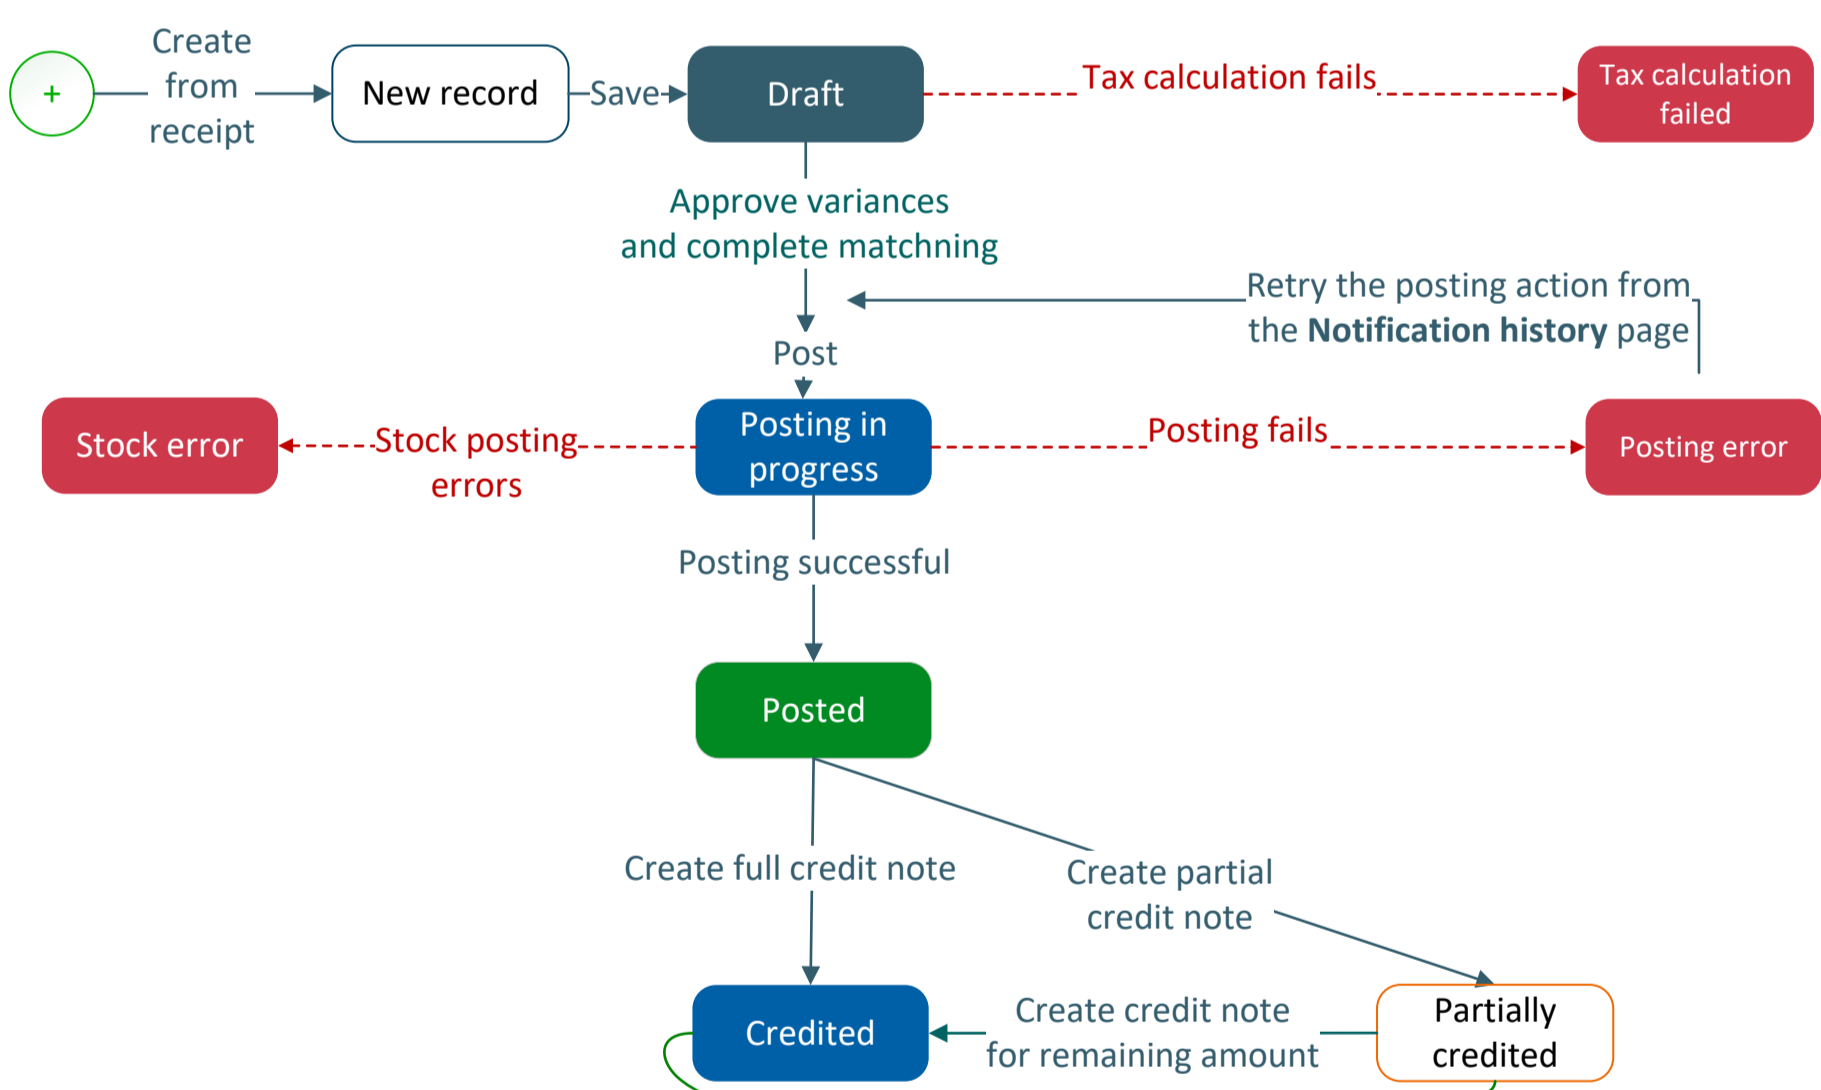 +
Create
from
receipt
New record
Save
Draft
Tax calculation fails
Tax calculation
failed
Approve variances
and complete matchning
Retry the posting action from
the Notification history page
Post
Stock error
Stock posting
errors
Posting in
progress
Posting fails
Posting error
Posting successful
Posted
Create full credit note
Create partial
credit note
Credited
Create credit note
for remaining amount
Partially
credited